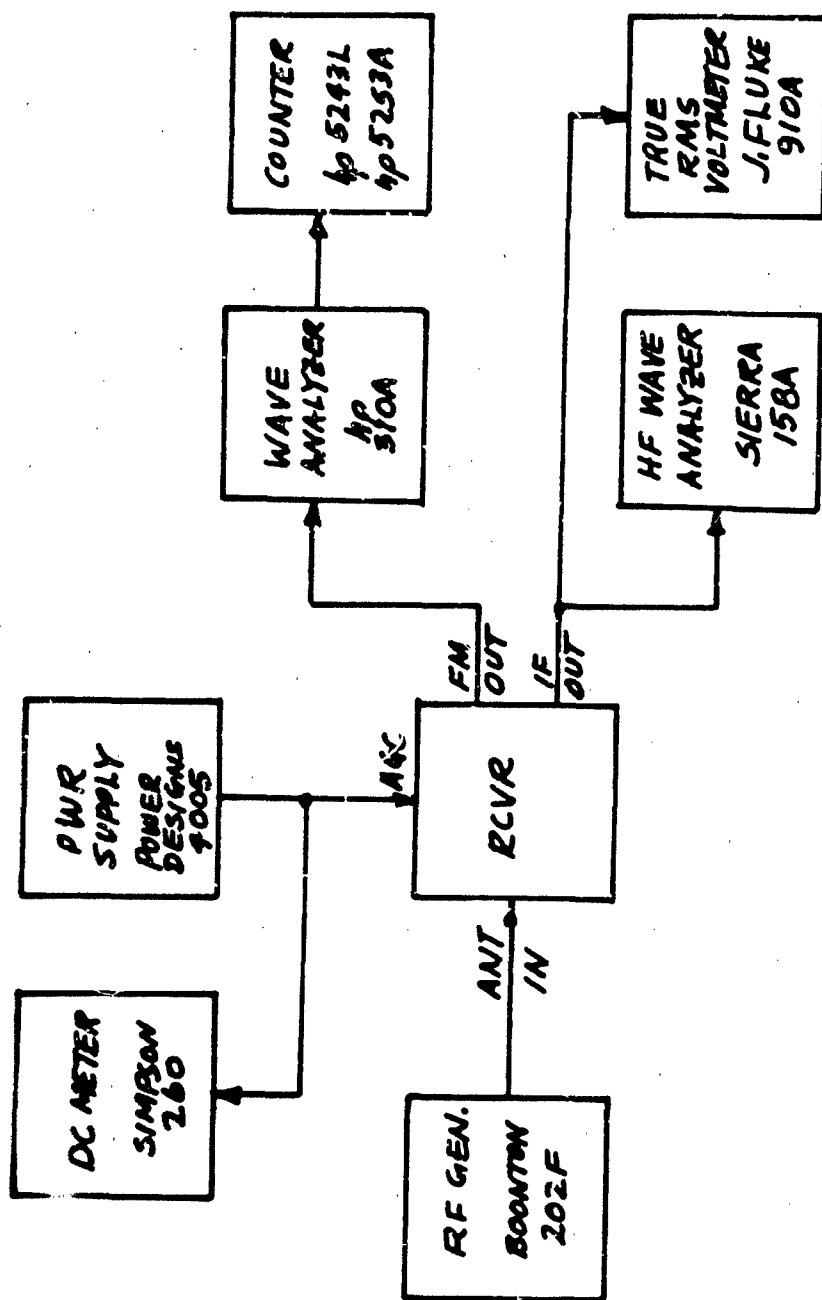 DC METER
SIMPSON
260
PWR
SUPPLY
POWER
DESIGNS
4005
WAVE
ANALYZER
hp
310A
COUNTER
hp 5243L
hp 5253A
RF GEN.
BOONTON
202F
ANT
IN
AGC
RCVR
FM
OUT
IF
OUT
HF WAVE
ANALYZER
SIERRA
158A
TRUE
RMS
VOLTMETER
J. FLUKE
910A